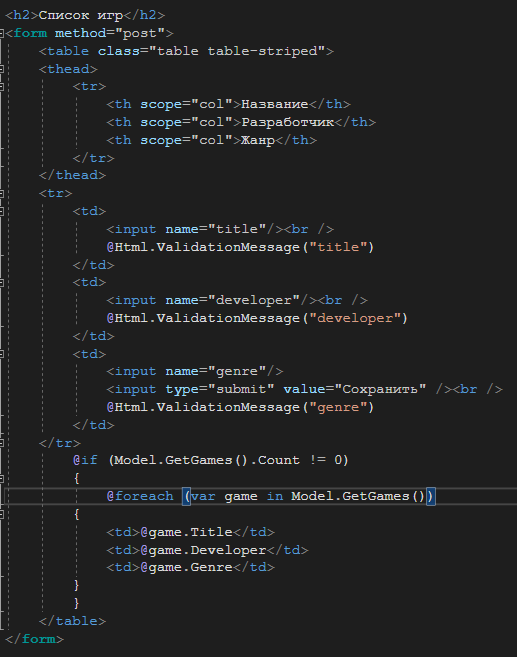 <h2>Список игр</h2>
<form method="post">
<table class="table table-striped">
<thead>
<tr>
<th scope="col">Название</th>
<th scope="col">Разработчик</th>
<th scope="col">Жанр</th>
</tr>
</thead>
<tr>
<td>
<input name="title"/><br />
@Html.ValidationMessage("title")
</td>
<td>
<input name="developer"/><br />
@Html.ValidationMessage("developer")
</td>
<td>
<input name="genre"/>
<input type="submit" value="Сохранить" /><br />
@Html.ValidationMessage("genre")
</td>
</tr>
@if (Model.GetGames().Count != 0)
{
@foreach (var game in Model.GetGames())
{
<td>@game.Title</td>
<td>@game.Developer</td>
<td>@game.Genre</td>
}
}
</table>
</form>